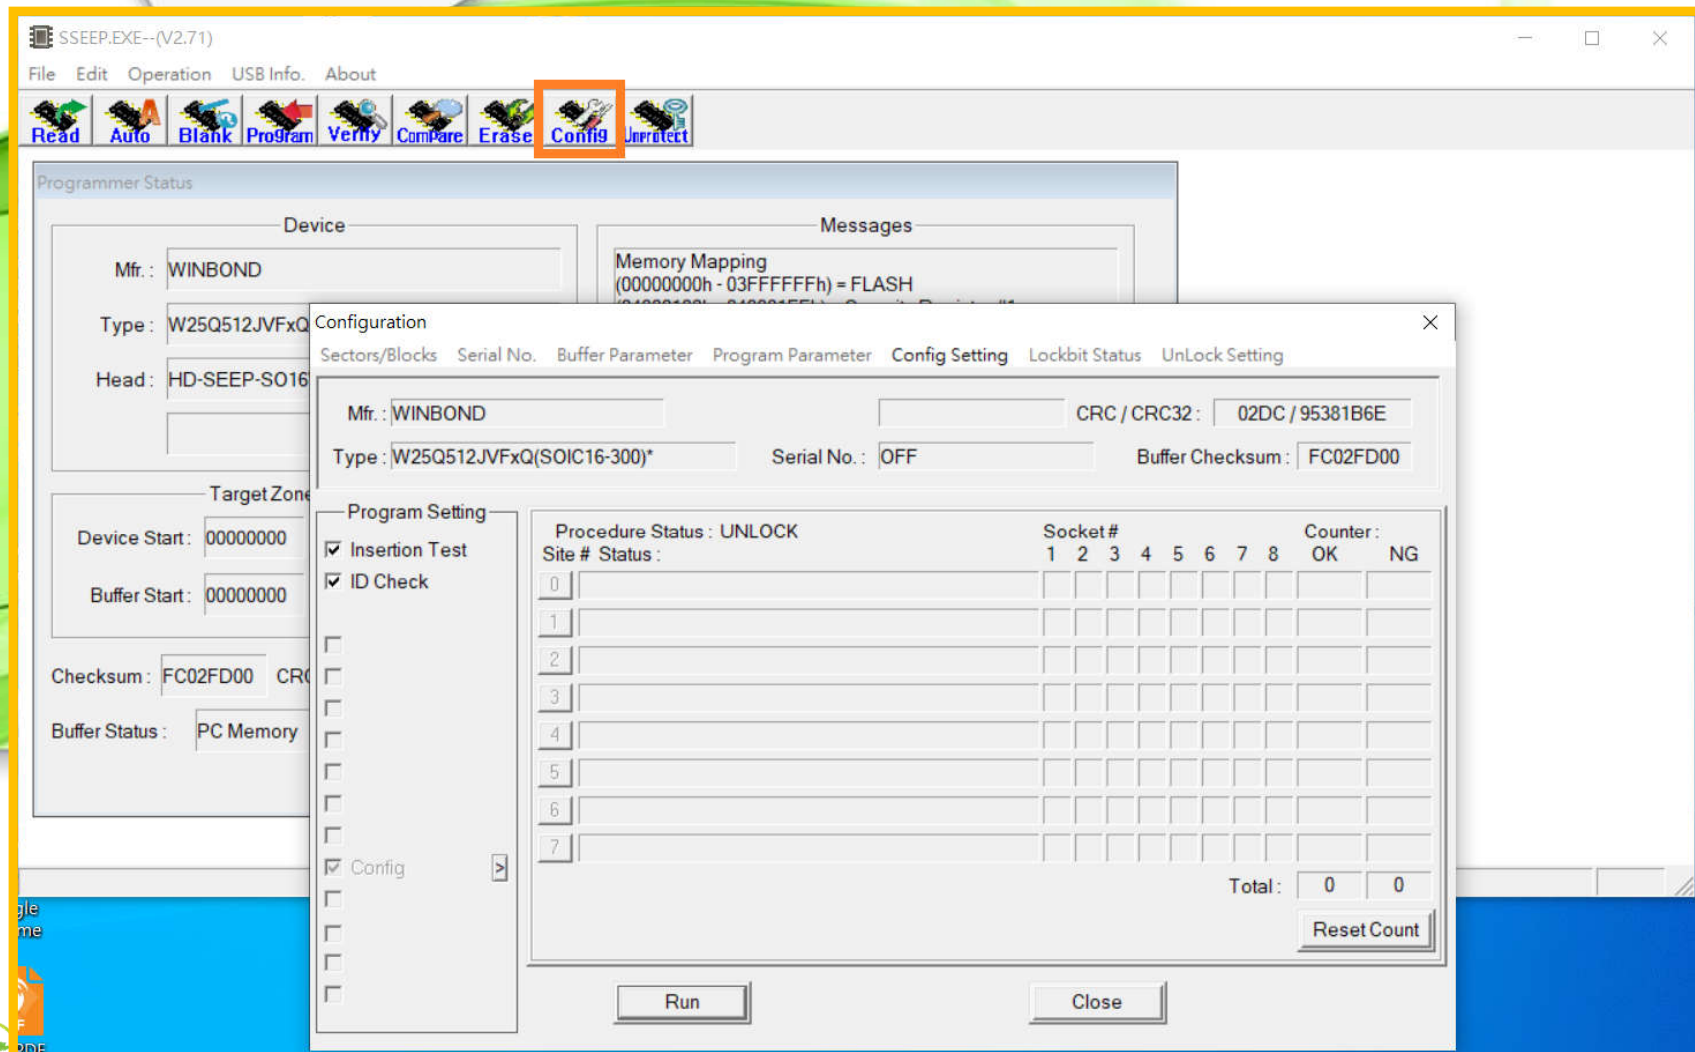 SSEEP.EXE--(V2.71)
File Edit Operation USB Info. About
Read Auto Blank Program Verify Compare Erase Config Unprotect
Programmer Status
Device
Mfr. : WINBOND
Type : W25Q512JVFxQ
Head : HD-SEEP-SO16
Messages
Memory Mapping
(00000000h - 03FFFFFFh) = FLASH
Target Zone
Device Start : 00000000
Buffer Start : 00000000
Checksum : FC02FD00 CRC
Buffer Status : PC Memory
Configuration
Sectors/Blocks Serial No. Buffer Parameter Program Parameter Config Setting Lockbit Status UnLock Setting
Mfr. : WINBOND CRC / CRC32 : 02DC / 95381B6E
Type : W25Q512JVFxQ(SOIC16-300)* Serial No. : OFF Buffer Checksum : FC02FD00
Program Setting
Insertion Test
ID Check
Config >
Procedure Status : UNLOCK Socket # Counter :
Site # Status : 1 2 3 4 5 6 7 8 OK NG
0
1
2
3
4
5
6
7
Total : 0 0
Reset Count
Run Close
gle
me
PDF